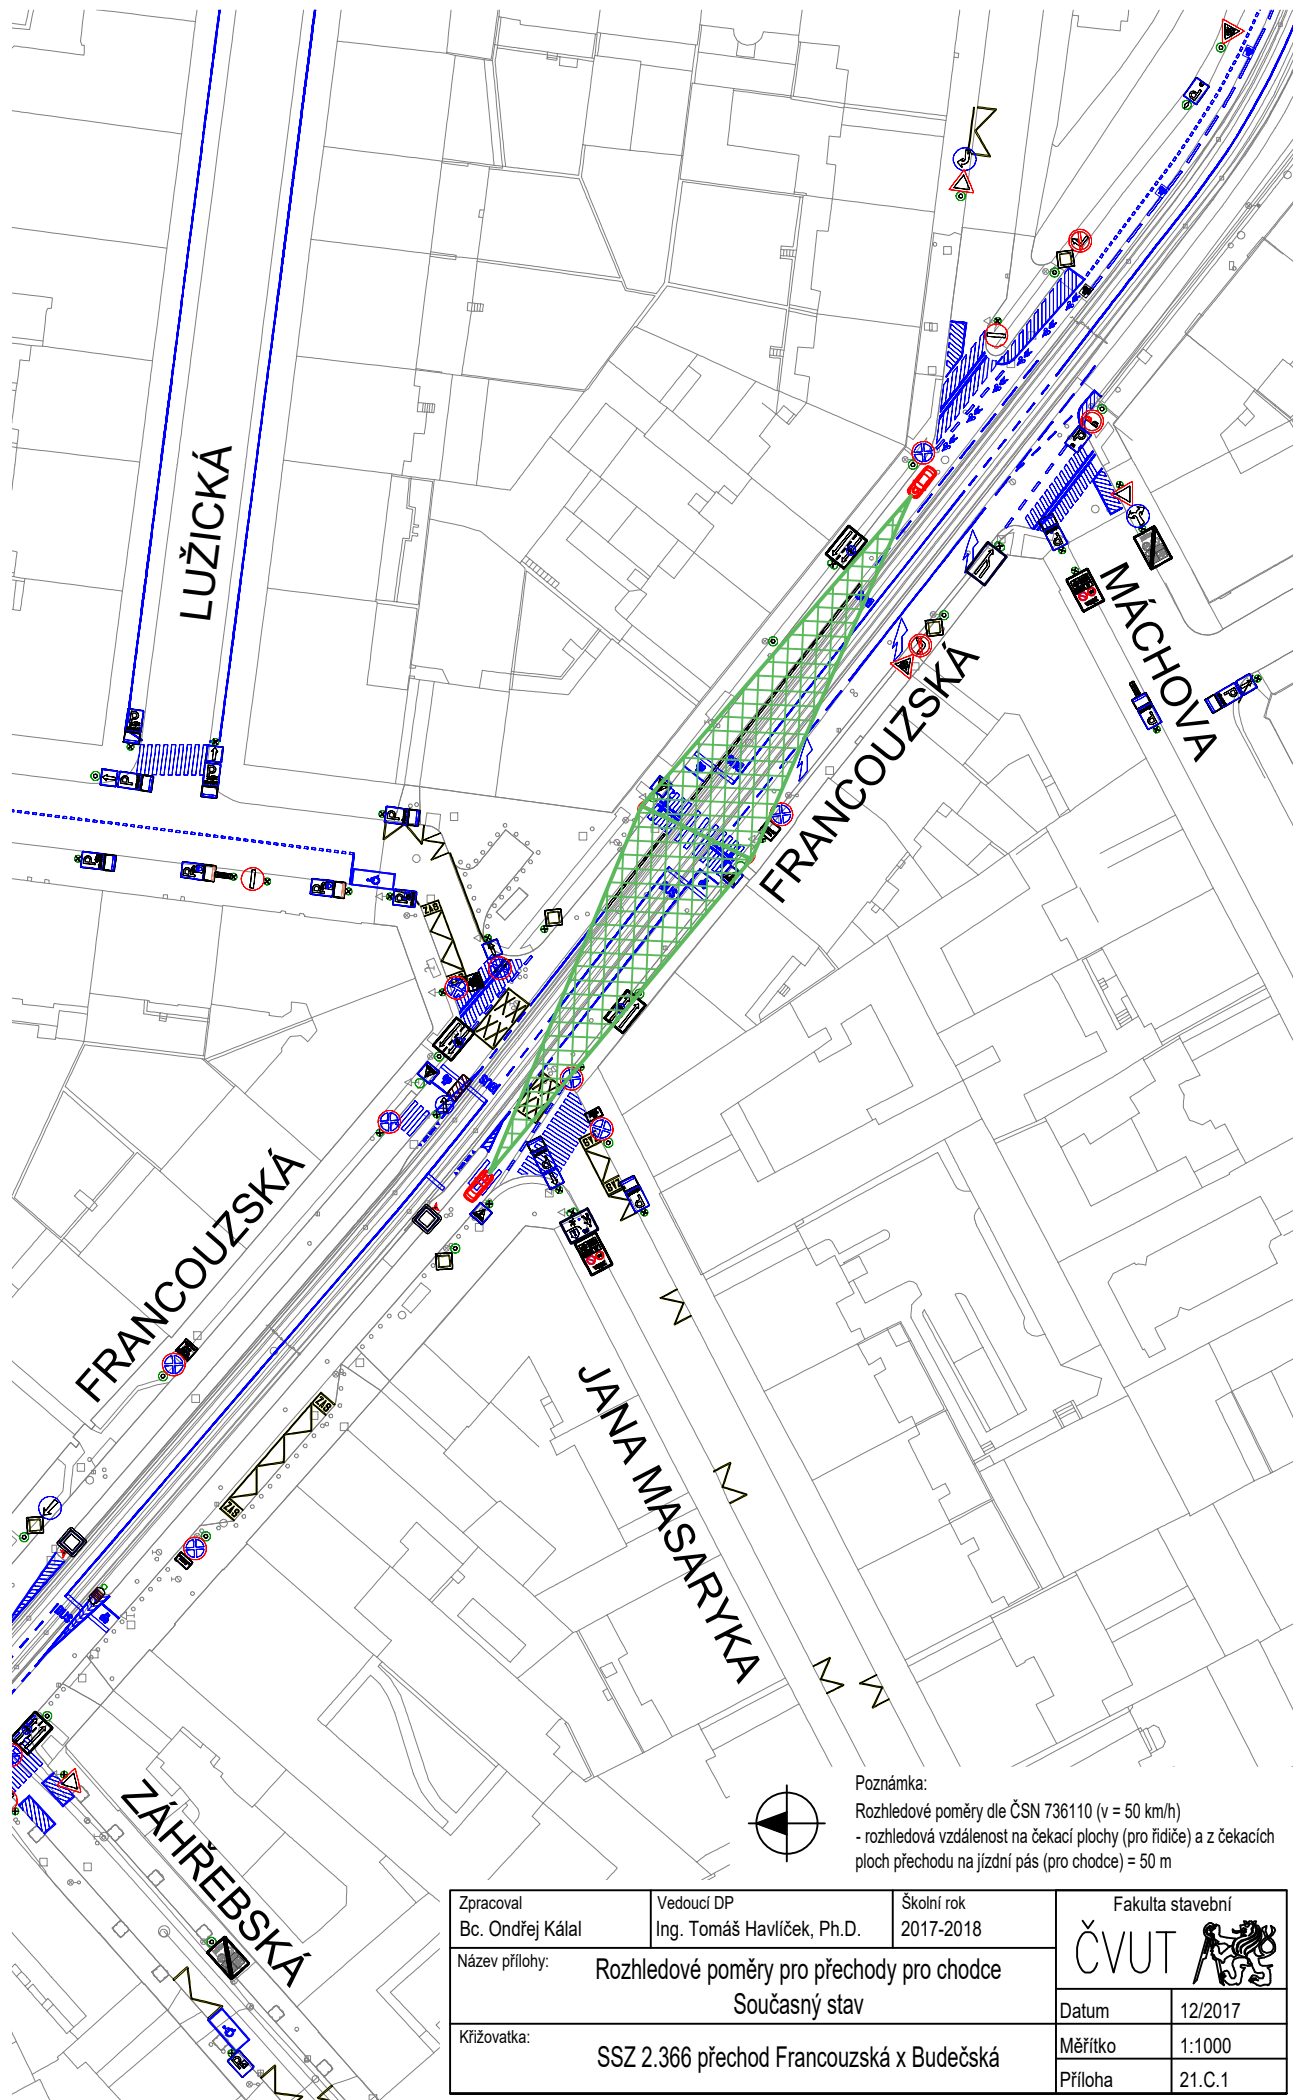 LUŽICKÁ
MÁCHOVA
FRANCOUZSKÁ
ZAS
BUS
BUS
FRANCOUZSKÁ
JANA MASARYKA
ZÁHŘEBSKÁ
Poznámka:
Rozhledové poměry dle ČSN 736110 (v = 50 km/h)
- rozhledová vzdálenost na čekací plochy (pro řidiče) a z čekacích
ploch přechodu na jízdní pás (pro chodce) = 50 m
Zpracoval
Bc. Ondřej Kálal
Vedoucí DP
Ing. Tomáš Havlíček, Ph.D.
Školní rok
2017-2018
Fakulta stavební
ČVUT
Název přílohy:
Rozhledové poměry pro přechody pro chodce
Současný stav
Křižovatka:
SSZ 2.366 přechod Francouzská x Budečská
Datum 12/2017
Měřítko 1:1000
Příloha 21.C.1